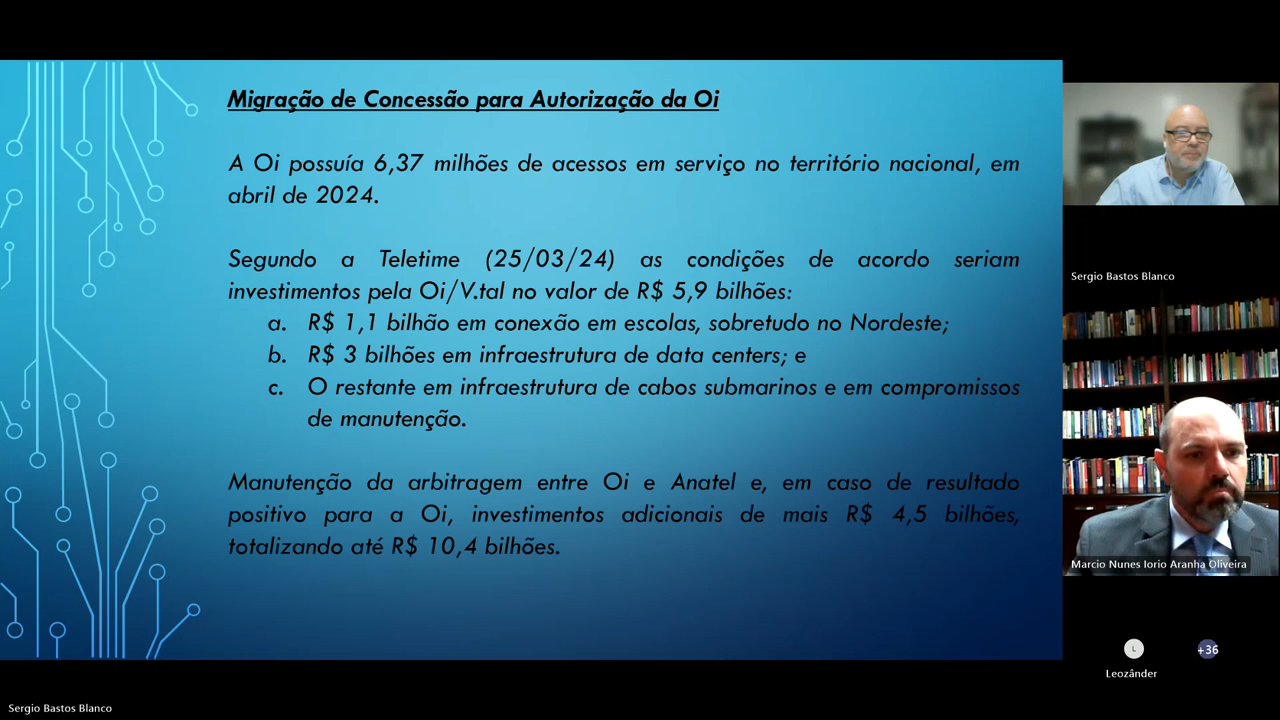 Migração de Concessão para Autorização da Oi
A Oi possuía 6,37 milhões de acessos em serviço no território nacional, em
abril de 2024.
Segundo a Teletime (25/03/24) as condições de acordo seriam
investimentos pela Oi/V.tal no valor de R$ 5,9 bilhões:
a. R$ 1,1 bilhão em conexão em escolas, sobretudo no Nordeste;
b. R$ 3 bilhões em infraestrutura de data centers; e
c. O restante em infraestrutura de cabos submarinos e em compromissos
de manutenção.
Manutenção da arbitragem entre Oi e Anatel e, em caso de resultado
positivo para a Oi, investimentos adicionais de mais R$ 4,5 bilhões,
totalizando até R$ 10,4 bilhões.
Sergio Bastos Blanco
Marcio Nunes Iorio Aranha Oliveira
L
+36
Leozânder
Sergio Bastos Blanco